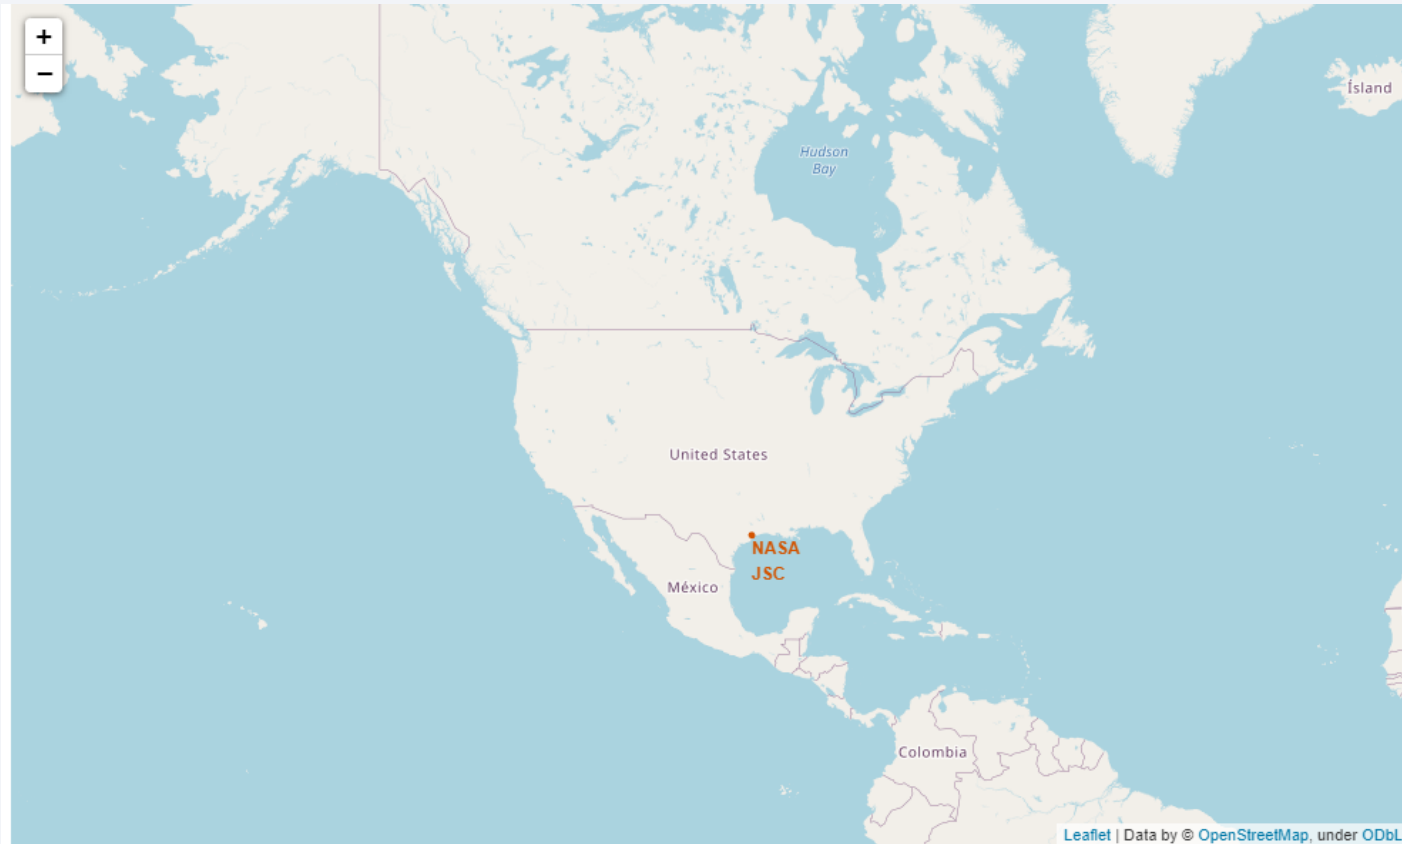 +
−
Ísland
Hudson
Bay
United States
NASA
JSC
México
Colombia
Leaflet | Data by © OpenStreetMap, under ODbL